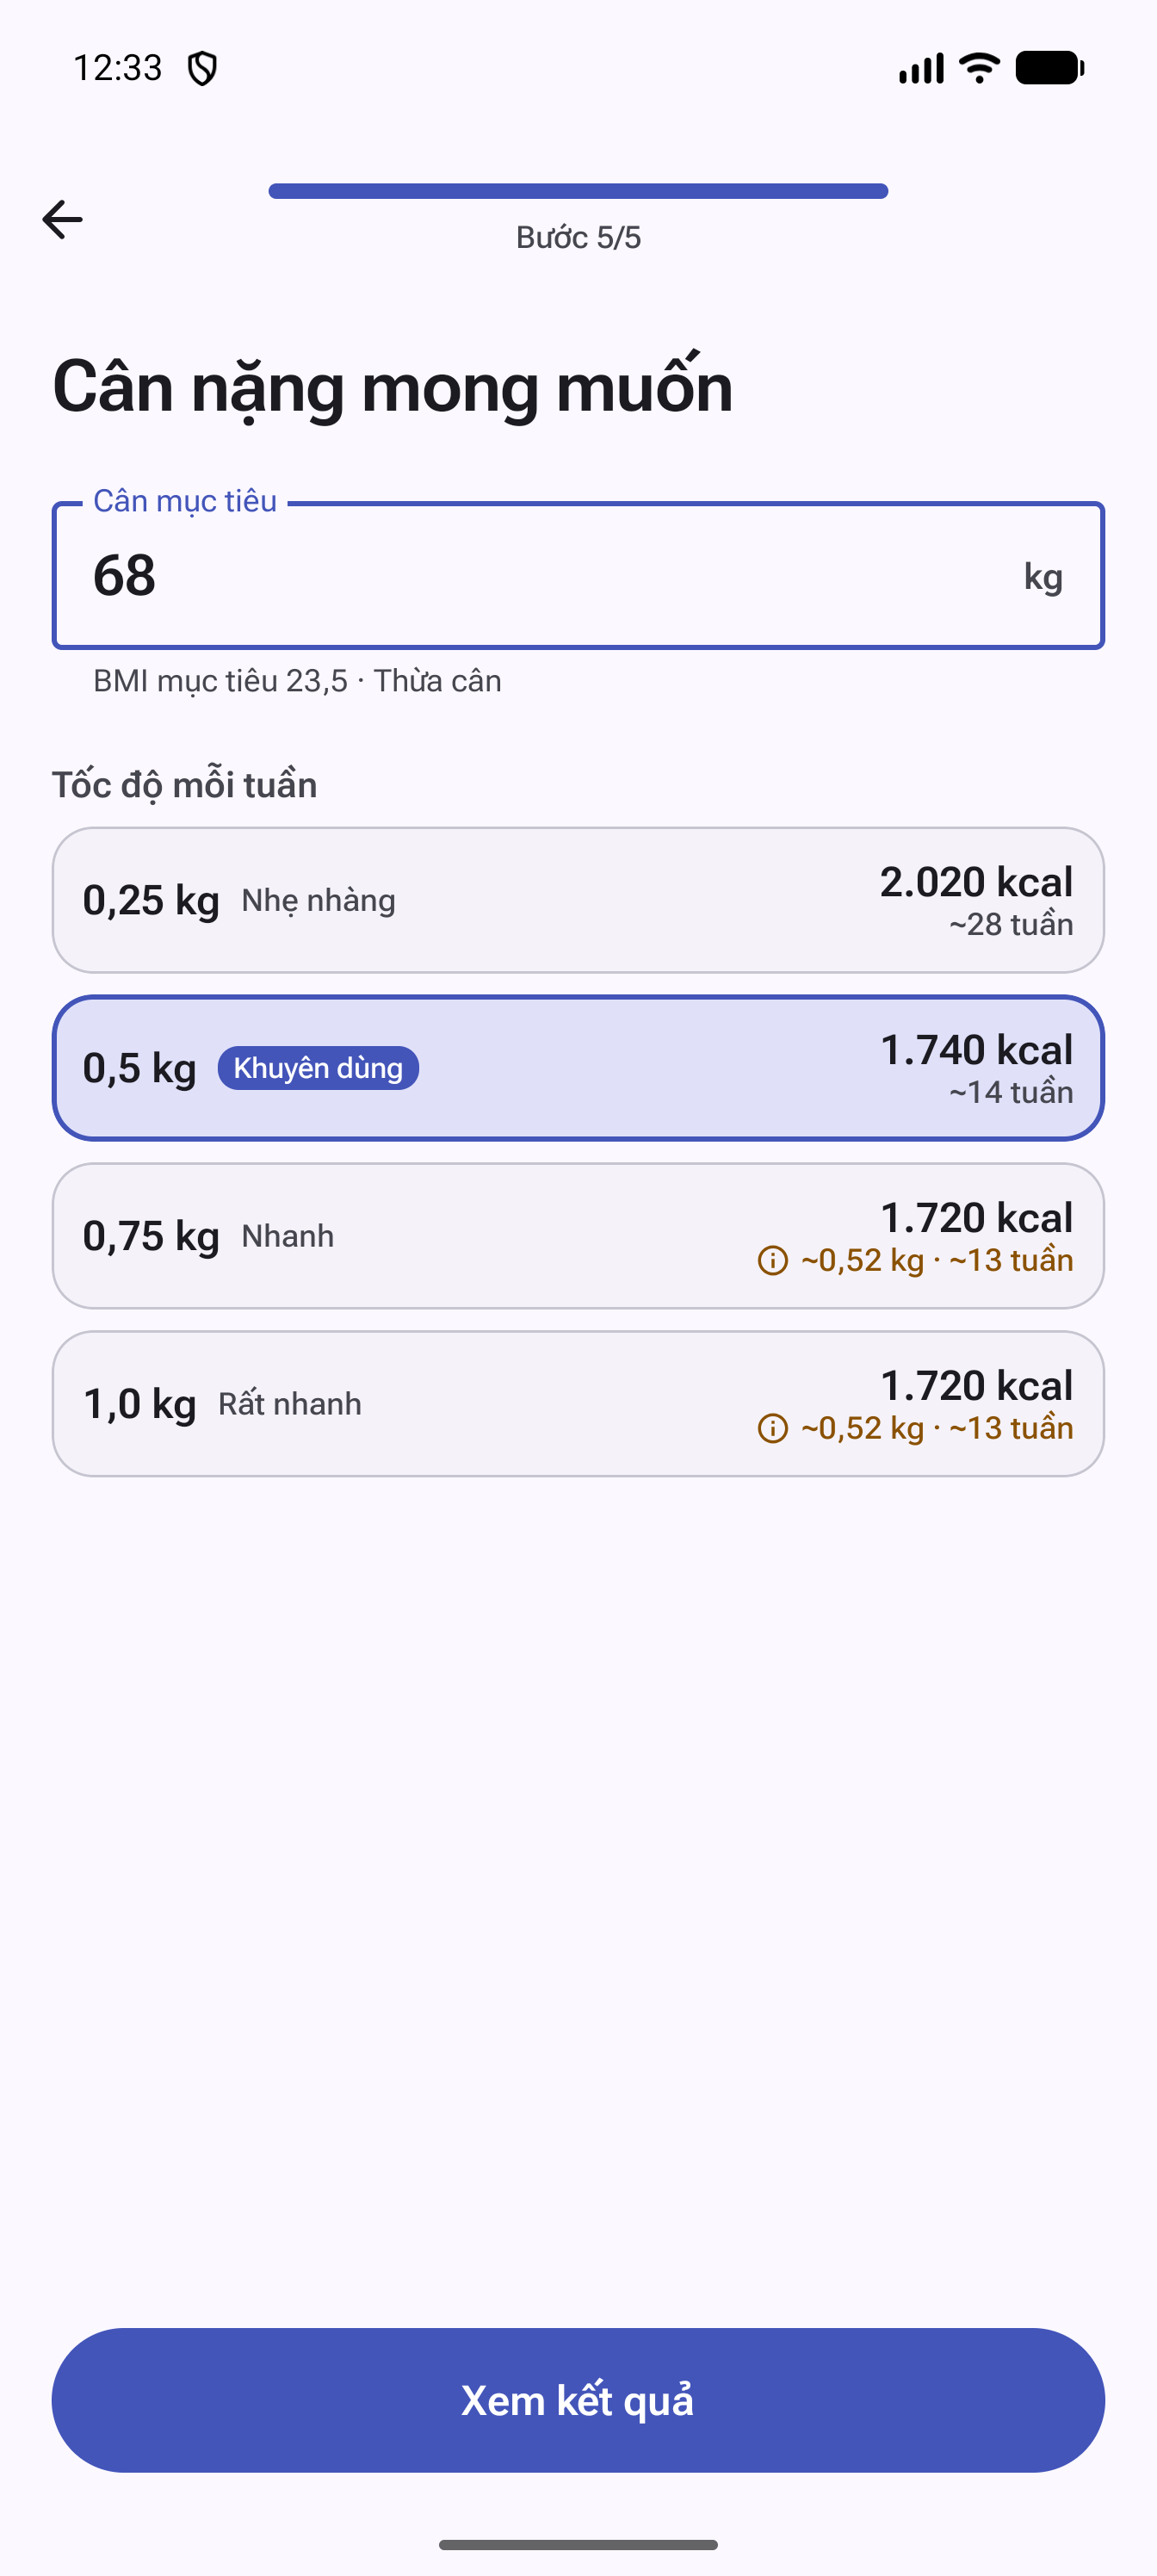 12:33
Bước 5/5
Cân nặng mong muốn
Cân mục tiêu
68 kg
BMI mục tiêu 23,5 · Thừa cân
Tốc độ mỗi tuần
0,25 kg Nhẹ nhàng
2.020 kcal
~28 tuần
0,5 kg Khuyên dùng
1.740 kcal
~14 tuần
0,75 kg Nhanh
1.720 kcal
~0,52 kg · ~13 tuần
1,0 kg Rất nhanh
1.720 kcal
~0,52 kg · ~13 tuần
Xem kết quả